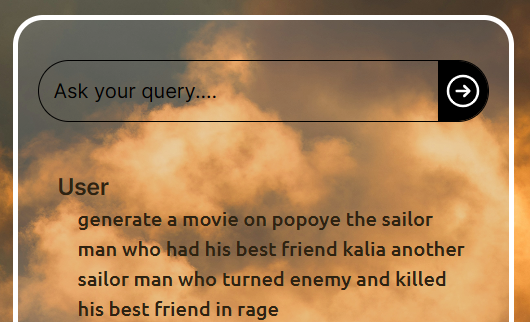 Ask your query....
User
generate a movie on popoye the sailor
man who had his best friend kalia another
sailor man who turned enemy and killed
his best friend in rage